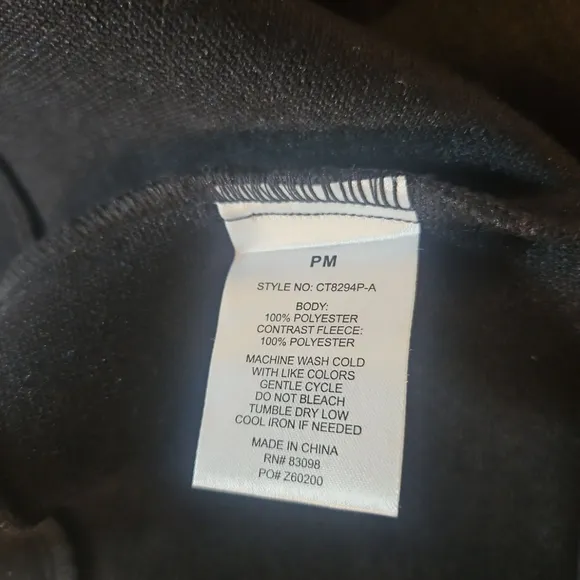 PM
STYLE NO: CT8294P-A
BODY:
100% POLYESTER
CONTRAST FLEECE:
100% POLYESTER
MACHINE WASH COLD
WITH LIKE COLORS
GENTLE CYCLE
DO NOT BLEACH
TUMBLE DRY LOW
COOL IRON IF NEEDED
MADE IN CHINA
RN# 83098
PO# Z60200